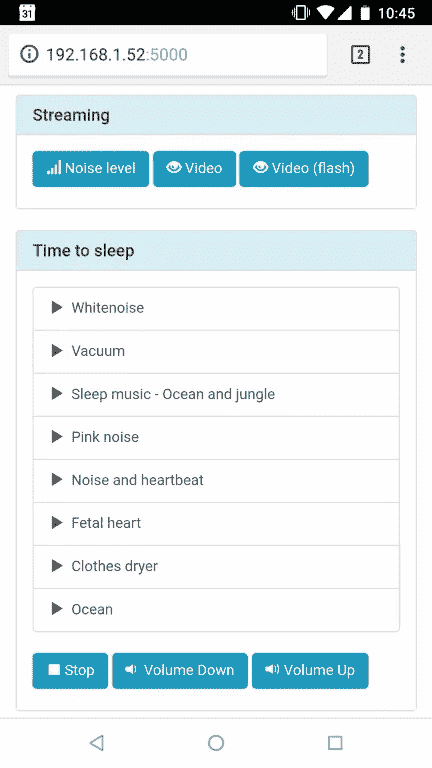 31 10:45
192.168.1.52:5000 2
Streaming
Noise level Video Video (flash)
Time to sleep
Whitenoise
Vacuum
Sleep music - Ocean and jungle
Pink noise
Noise and heartbeat
Fetal heart
Clothes dryer
Ocean
Stop Volume Down Volume Up